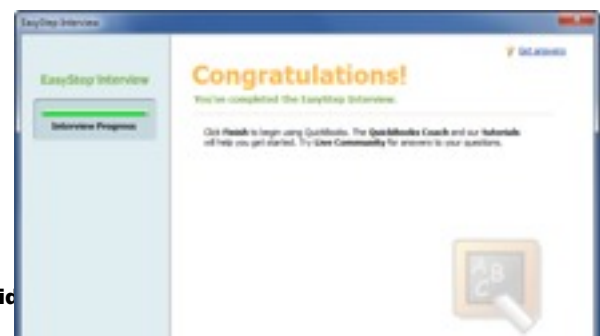 EasyStep Interview
Get answers
EasyStep Interview
Congratulations!
You've completed the EasyStep Interview.
Interview Progress
Click Finish to begin using QuickBooks. The QuickBooks Coach and our tutorials
will help you get started. Try Live Community for answers to your questions.
A B
C